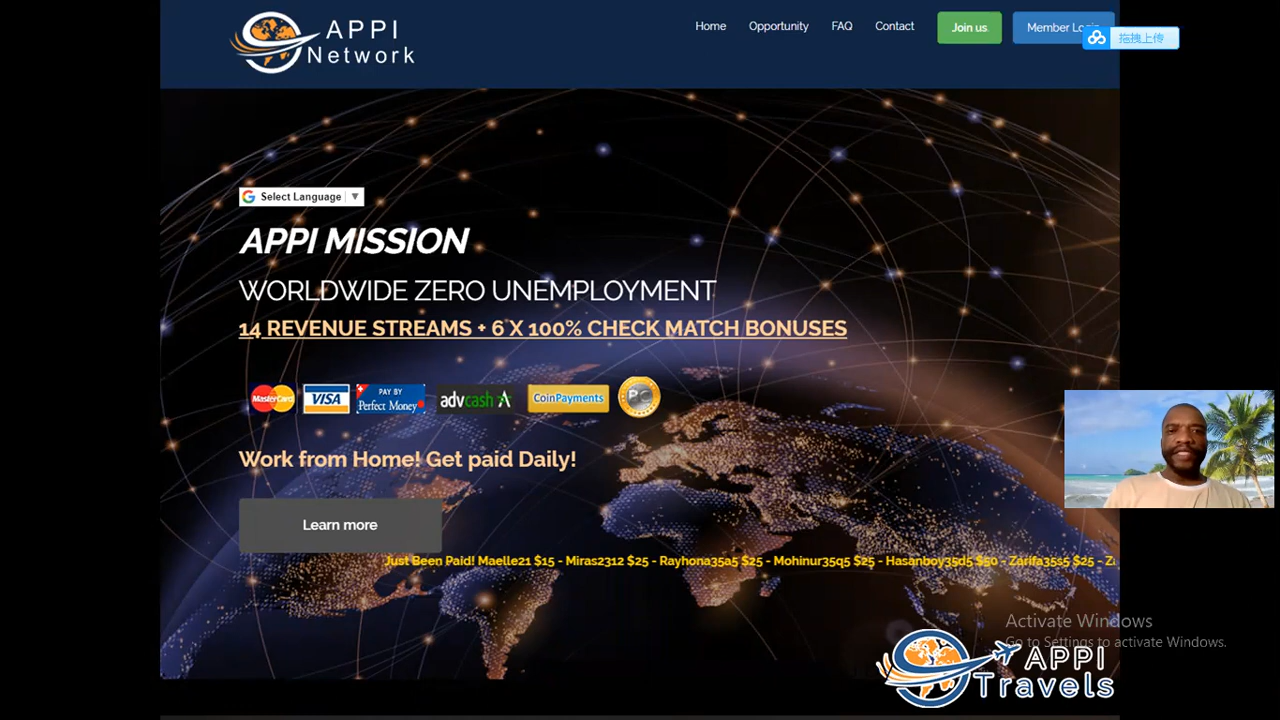 APPI
Network
Home
Opportunity
FAQ
Contact
Join us
Member
拖拽上传
Select Language
APPI MISSION
WORLDWIDE ZERO UNEMPLOYMENT
14 REVENUE STREAMS + 6 X 100% CHECK MATCH BONUSES
MasterCard
VISA
PAY BY
Perfect Money
advcash
CoinPayments
PC
Work from Home! Get paid Daily!
Learn more
Just Been Paid! Maelle21 $15 - Miras2312 $25 - Rayhona35a5 $25 - Mohinur35q5 $25 - Hasanboy35d5 $50 - Zarifa35s5 $25 -
Activate Windows
Go to Settings to activate Windows.
APPI
Travels